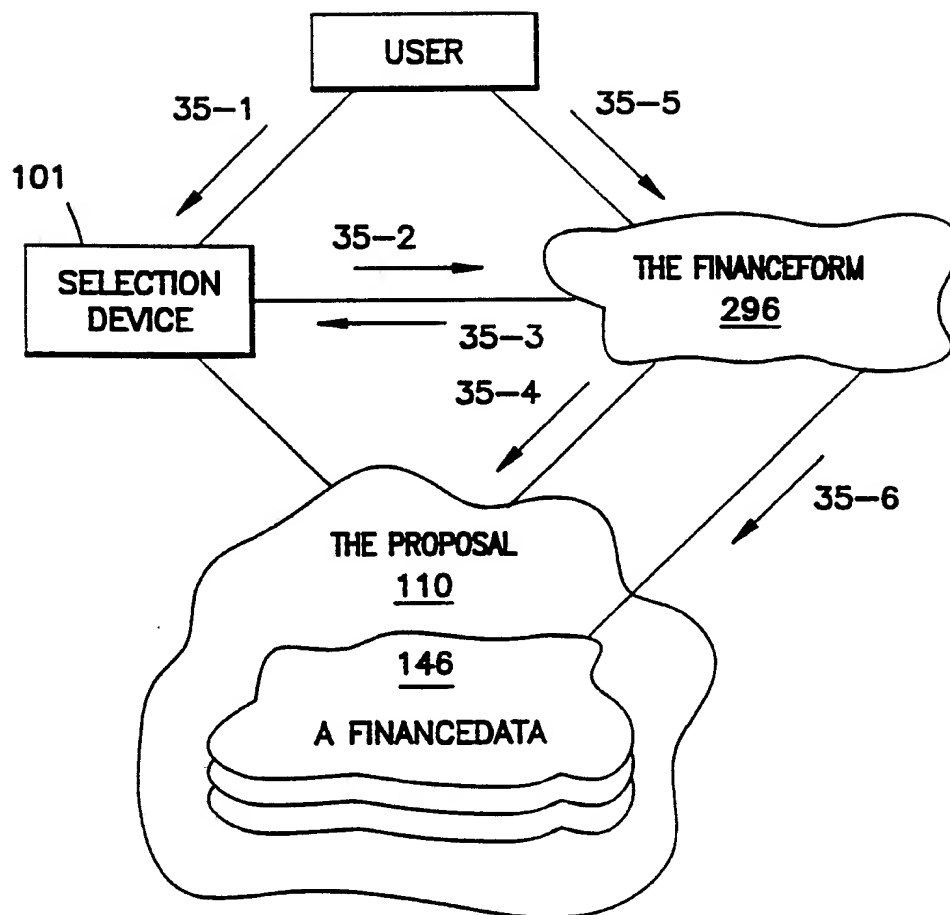 USER
35-1
35-5
101
35-2
SELECTION
DEVICE
THE FINANCEFORM
296
35-3
35-4
35-6
THE PROPOSAL
110
146
A FINANCEDATA